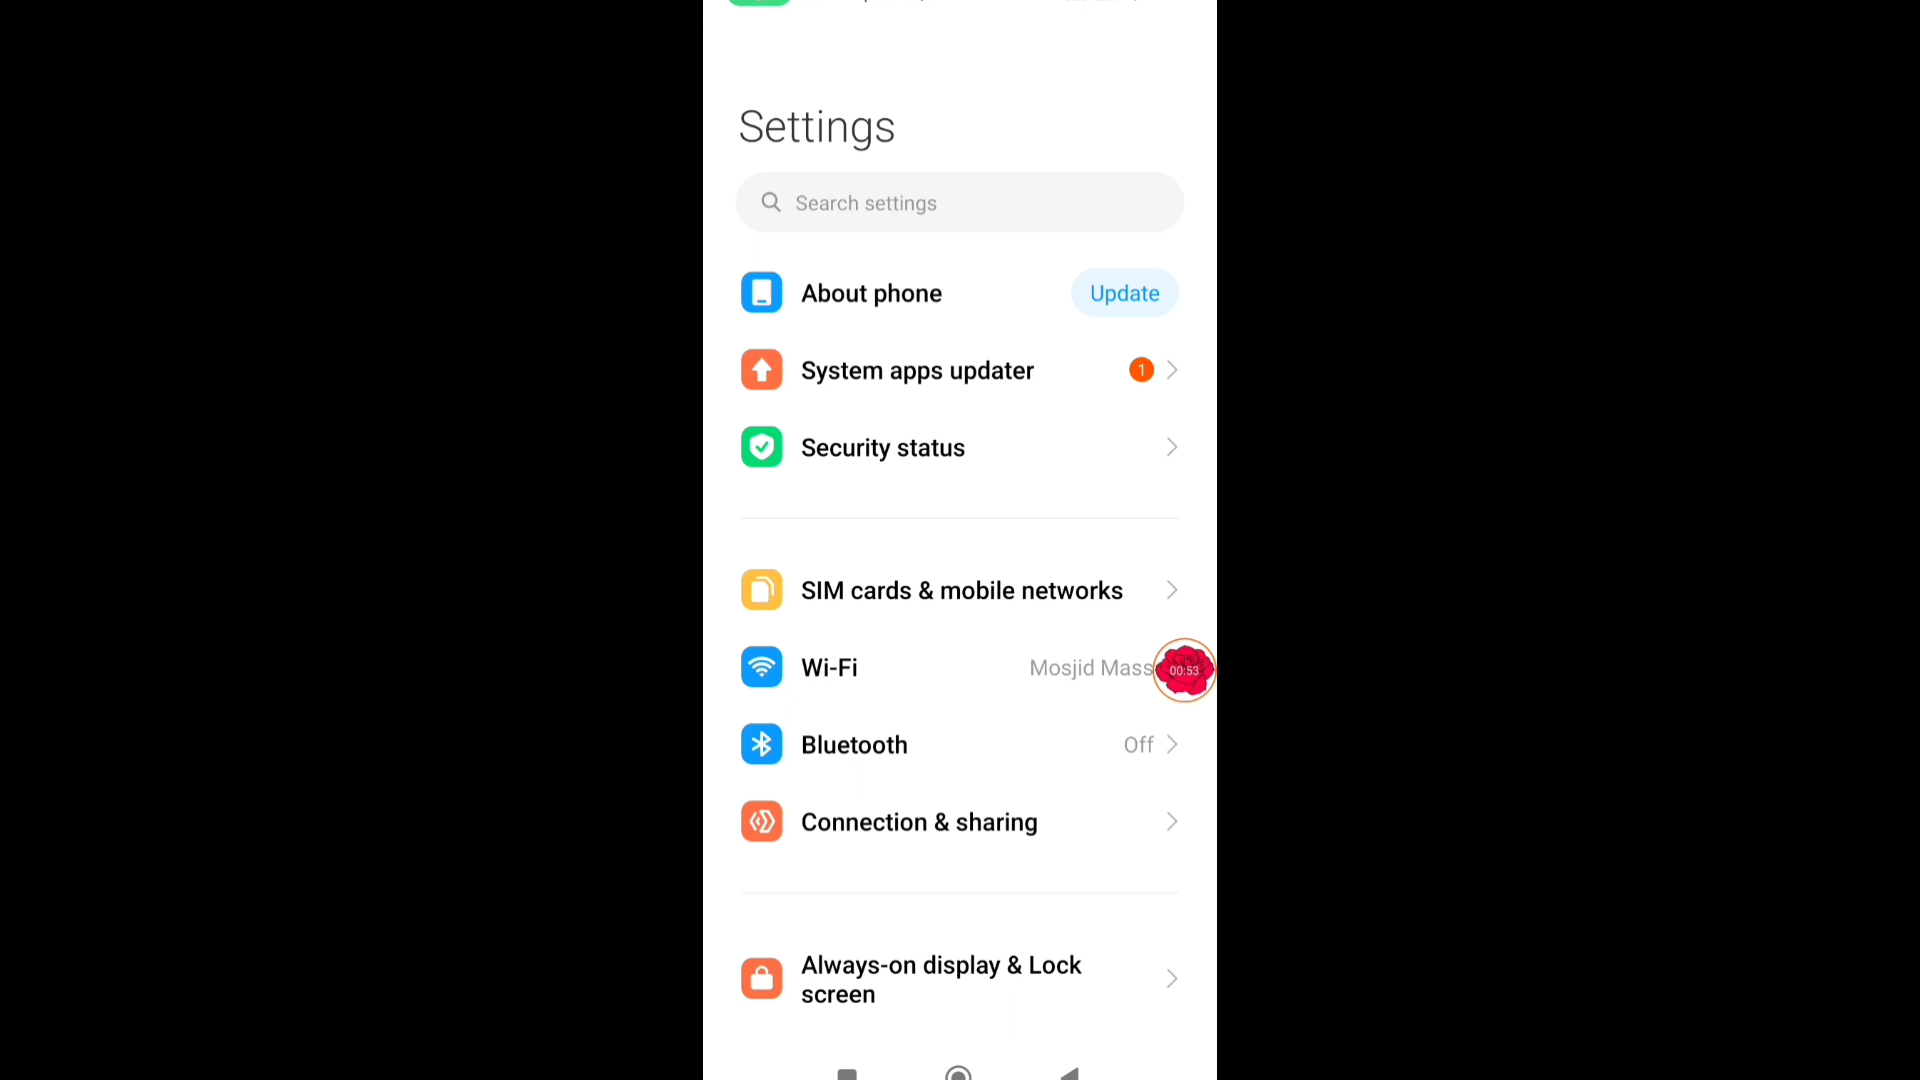 Settings
Search settings
About phone
Update
System apps updater
1
Security status
SIM cards & mobile networks
Wi-Fi
Mosjid Mass
00:53
Bluetooth
Off
Connection & sharing
Always-on display & Lock
screen